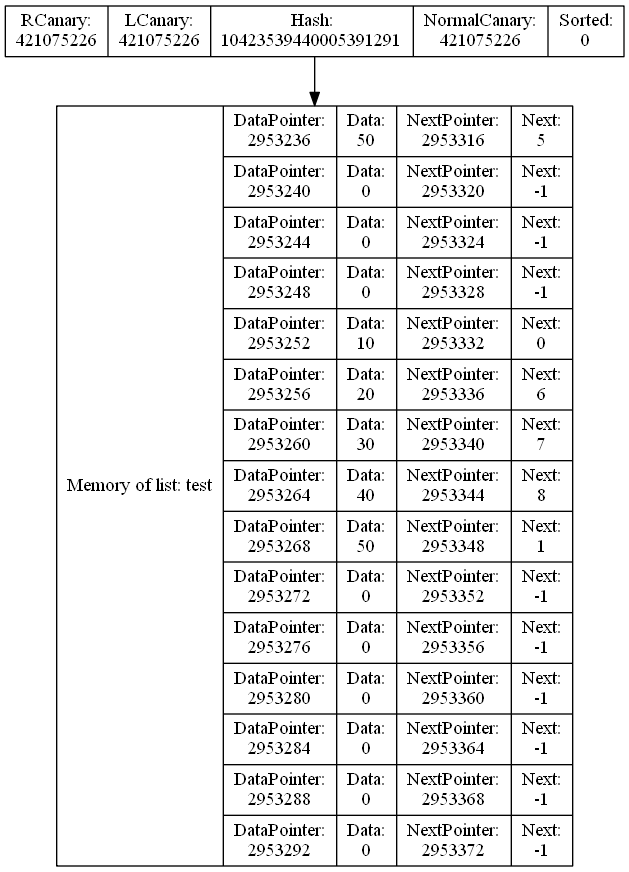 RCanary: LCanary: Hash: NormalCanary: Sorted:
421075226 421075226 10423539440005391291 421075226 0
DataPointer: Data: NextPointer: Next:
2953236 50 2953316 5
DataPointer: Data: NextPointer: Next:
2953240 0 2953320 -1
DataPointer: Data: NextPointer: Next:
2953244 0 2953324 -1
DataPointer: Data: NextPointer: Next:
2953248 0 2953328 -1
DataPointer: Data: NextPointer: Next:
2953252 10 2953332 0
DataPointer: Data: NextPointer: Next:
2953256 20 2953336 6
DataPointer: Data: NextPointer: Next:
2953260 30 2953340 7
Memory of list: test
DataPointer: Data: NextPointer: Next:
2953264 40 2953344 8
DataPointer: Data: NextPointer: Next:
2953268 50 2953348 1
DataPointer: Data: NextPointer: Next:
2953272 0 2953352 -1
DataPointer: Data: NextPointer: Next:
2953276 0 2953356 -1
DataPointer: Data: NextPointer: Next:
2953280 0 2953360 -1
DataPointer: Data: NextPointer: Next:
2953284 0 2953364 -1
DataPointer: Data: NextPointer: Next:
2953288 0 2953368 -1
DataPointer: Data: NextPointer: Next:
2953292 0 2953372 -1